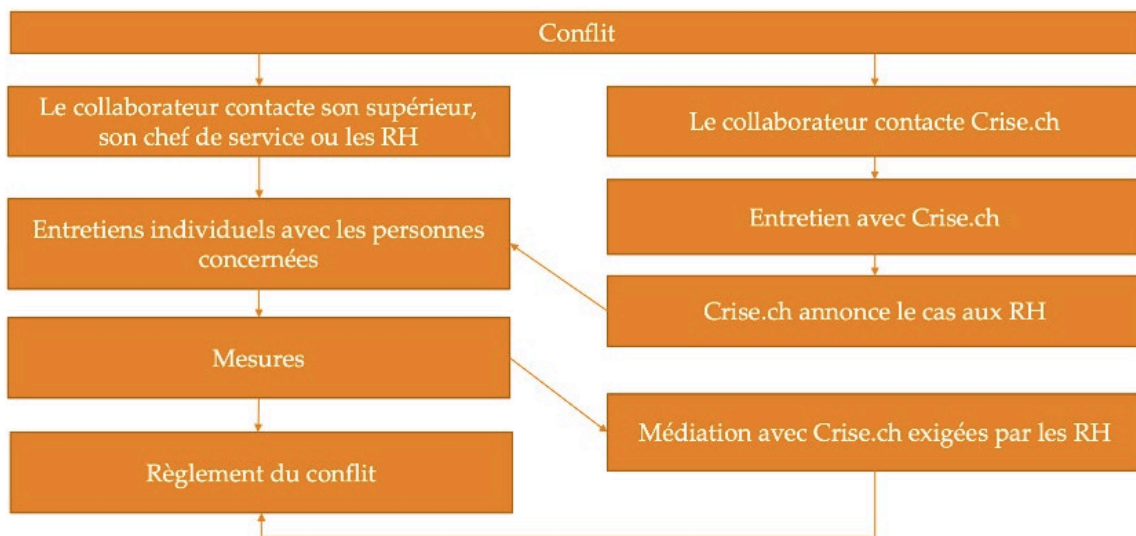 Conflit
Le collaborateur contacte son supérieur,
son chef de service ou les RH
Le collaborateur contacte Crise.ch
Entretiens individuels avec les personnes
concernées
Entretien avec Crise.ch
Crise.ch annonce le cas aux RH
Mesures
Médiation avec Crise.ch exigées par les RH
Règlement du conflit